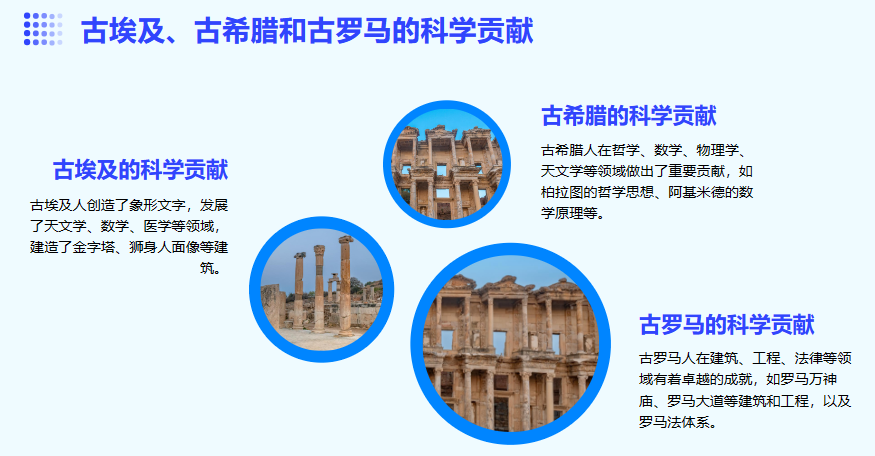 古埃及、古希腊和古罗马的科学贡献
古埃及的科学贡献
古埃及人创造了象形文字，发展
了天文学、数学、医学等领域，
建造了金字塔、狮身人面像等建
筑。
古希腊的科学贡献
古希腊人在哲学、数学、物理学、
天文学等领域做出了重要贡献，如
柏拉图的哲学思想、阿基米德的数
学原理等。
古罗马的科学贡献
古罗马人在建筑、工程、法律等领
域有着卓越的成就，如罗马万神
庙、罗马大道等建筑和工程，以及
罗马法体系。